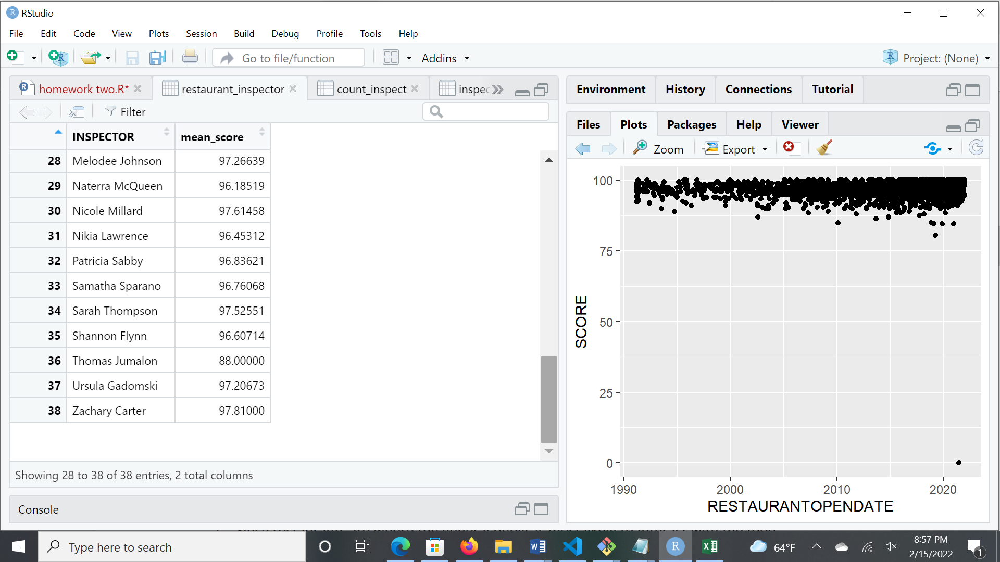 RStudio
File Edit Code View Plots Session Build Debug Profile Tools Help
Go to file/function Addins Project: (None)
homework two.R* restaurant_inspector count_inspect inspec
Filter
INSPECTOR mean_score
28 Melodee Johnson 97.26639
29 Naterra McQueen 96.18519
30 Nicole Millard 97.61458
31 Nikia Lawrence 96.45312
32 Patricia Sabby 96.83621
33 Samatha Sparano 96.76068
34 Sarah Thompson 97.52551
35 Shannon Flynn 96.60714
36 Thomas Jumalon 88.00000
37 Ursula Gadomski 97.20673
38 Zachary Carter 97.81000
Showing 28 to 38 of 38 entries, 2 total columns
Console
Environment History Connections Tutorial
Files Plots Packages Help Viewer
Zoom Export
100
75
50
25
0
SCORE
1990 2000 2010 2020
RESTAURANTOPENDATE
Type here to search
64°F
8:57 PM
2/15/2022
1